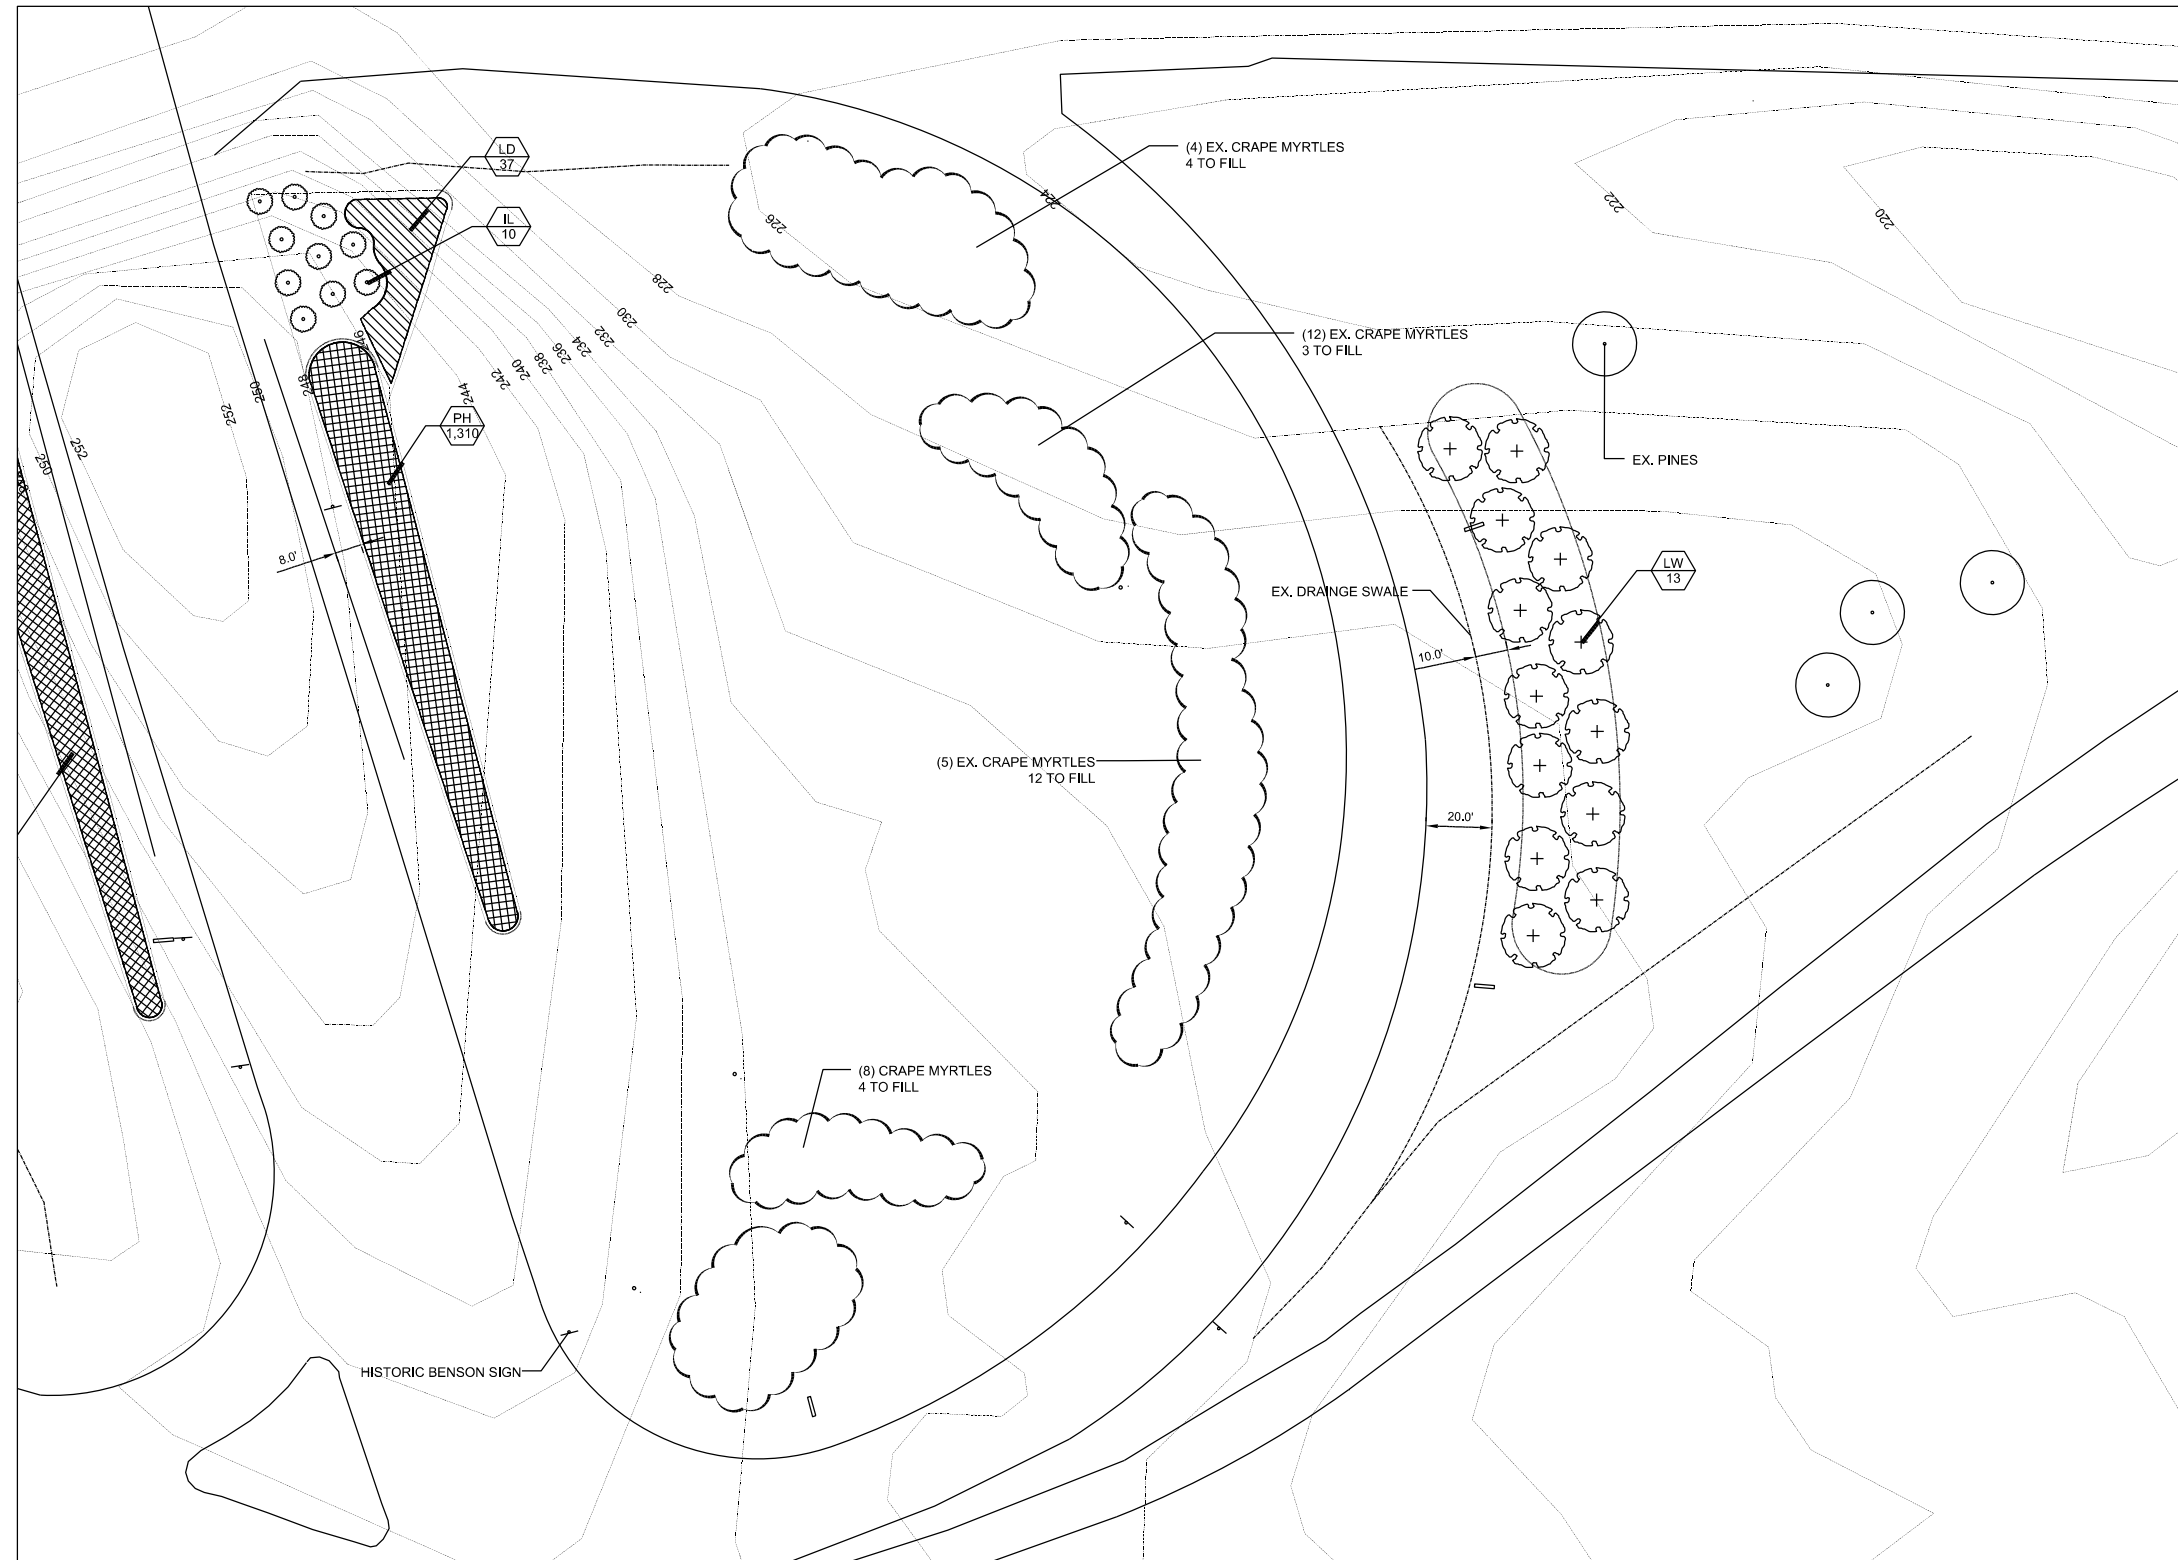 LD
37
(4) EX. CRAPE MYRTLES
4 TO FILL
224
222
220
IL
10
226
228
230
232
234
236
238
240
242
244
246
248
250
252
252
250
(12) EX. CRAPE MYRTLES
3 TO FILL
PH
1,310
EX. PINES
8.0'
LW
13
EX. DRAINGE SWALE
10.0'
(5) EX. CRAPE MYRTLES
12 TO FILL
20.0'
(8) CRAPE MYRTLES
4 TO FILL
HISTORIC BENSON SIGN